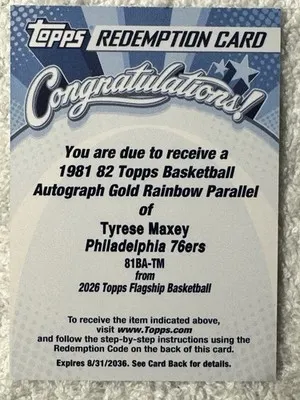 Topps REDEMPTION CARD
Congratulations!
You are due to receive a
1981 82 Topps Basketball
Autograph Gold Rainbow Parallel
of
Tyrese Maxey
Philadelphia 76ers
81BA-TM
from
2026 Topps Flagship Basketball
To receive the item indicated above,
visit www.Topps.com
and follow the step-by-step instructions using the
Redemption Code on the back of this card.
Expires 8/31/2036. See Card Back for details.